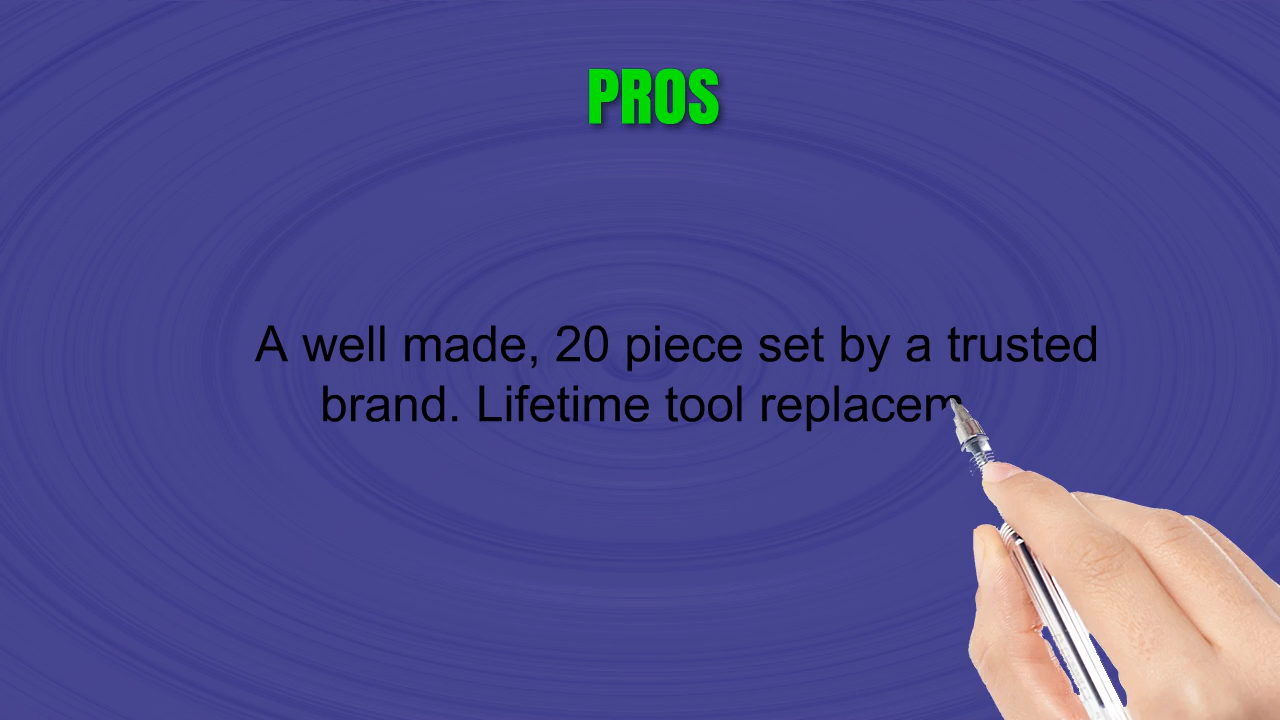 PROS
A well made, 20 piece set by a trusted
brand. Lifetime tool replacem